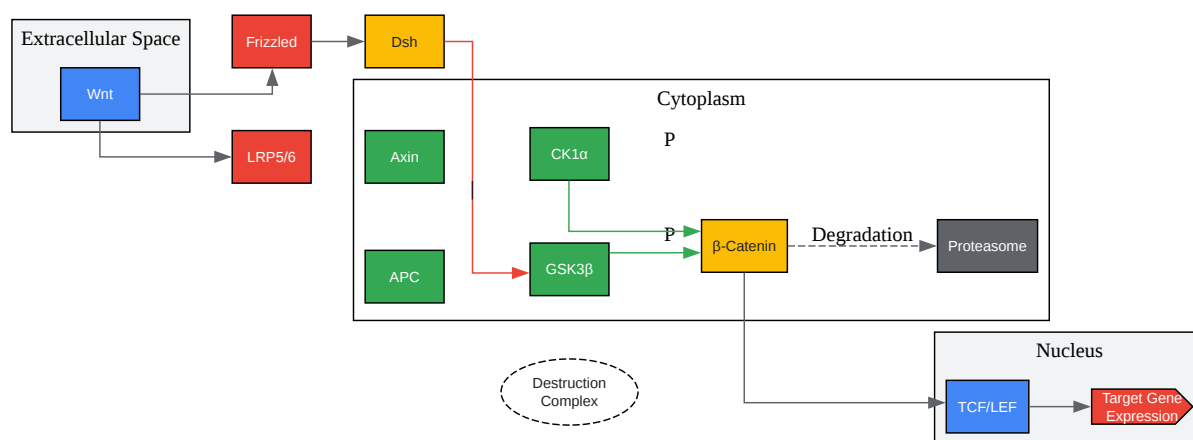 Extracellular Space
Wnt
Frizzled
Dsh
LRP5/6
Cytoplasm
P
Axin
CK1α
P
β-Catenin
Degradation
Proteasome
APC
GSK3β
Destruction
Complex
Nucleus
TCF/LEF
Target Gene
Expression